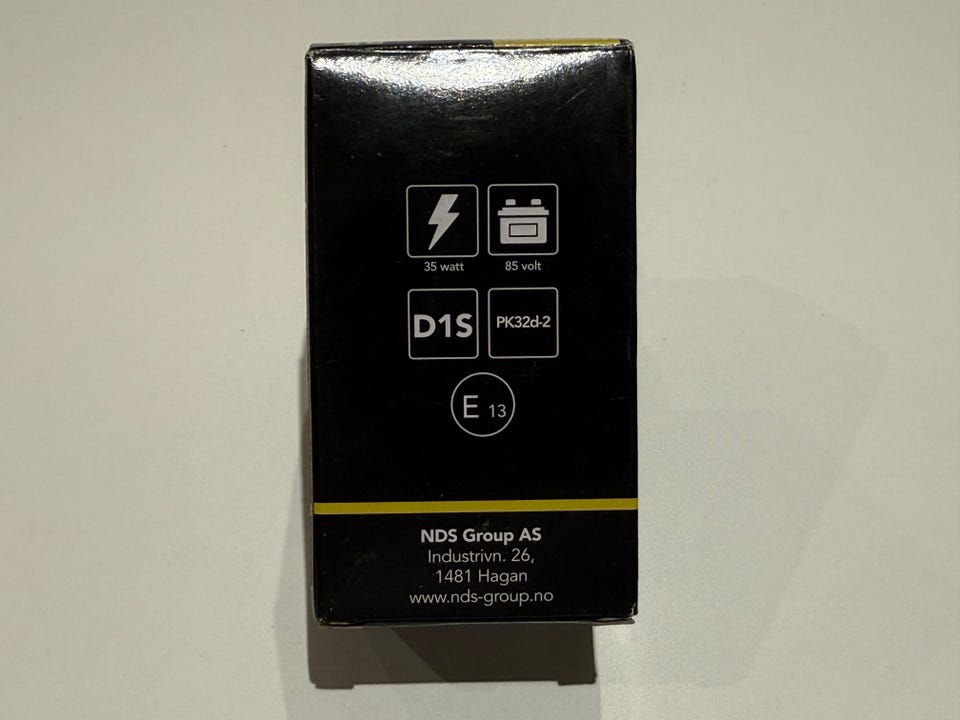 35 watt 85 volt
D1S PK32d-2
E 13
NDS Group AS
Industrivn. 26,
1481 Hagan
www.nds-group.no